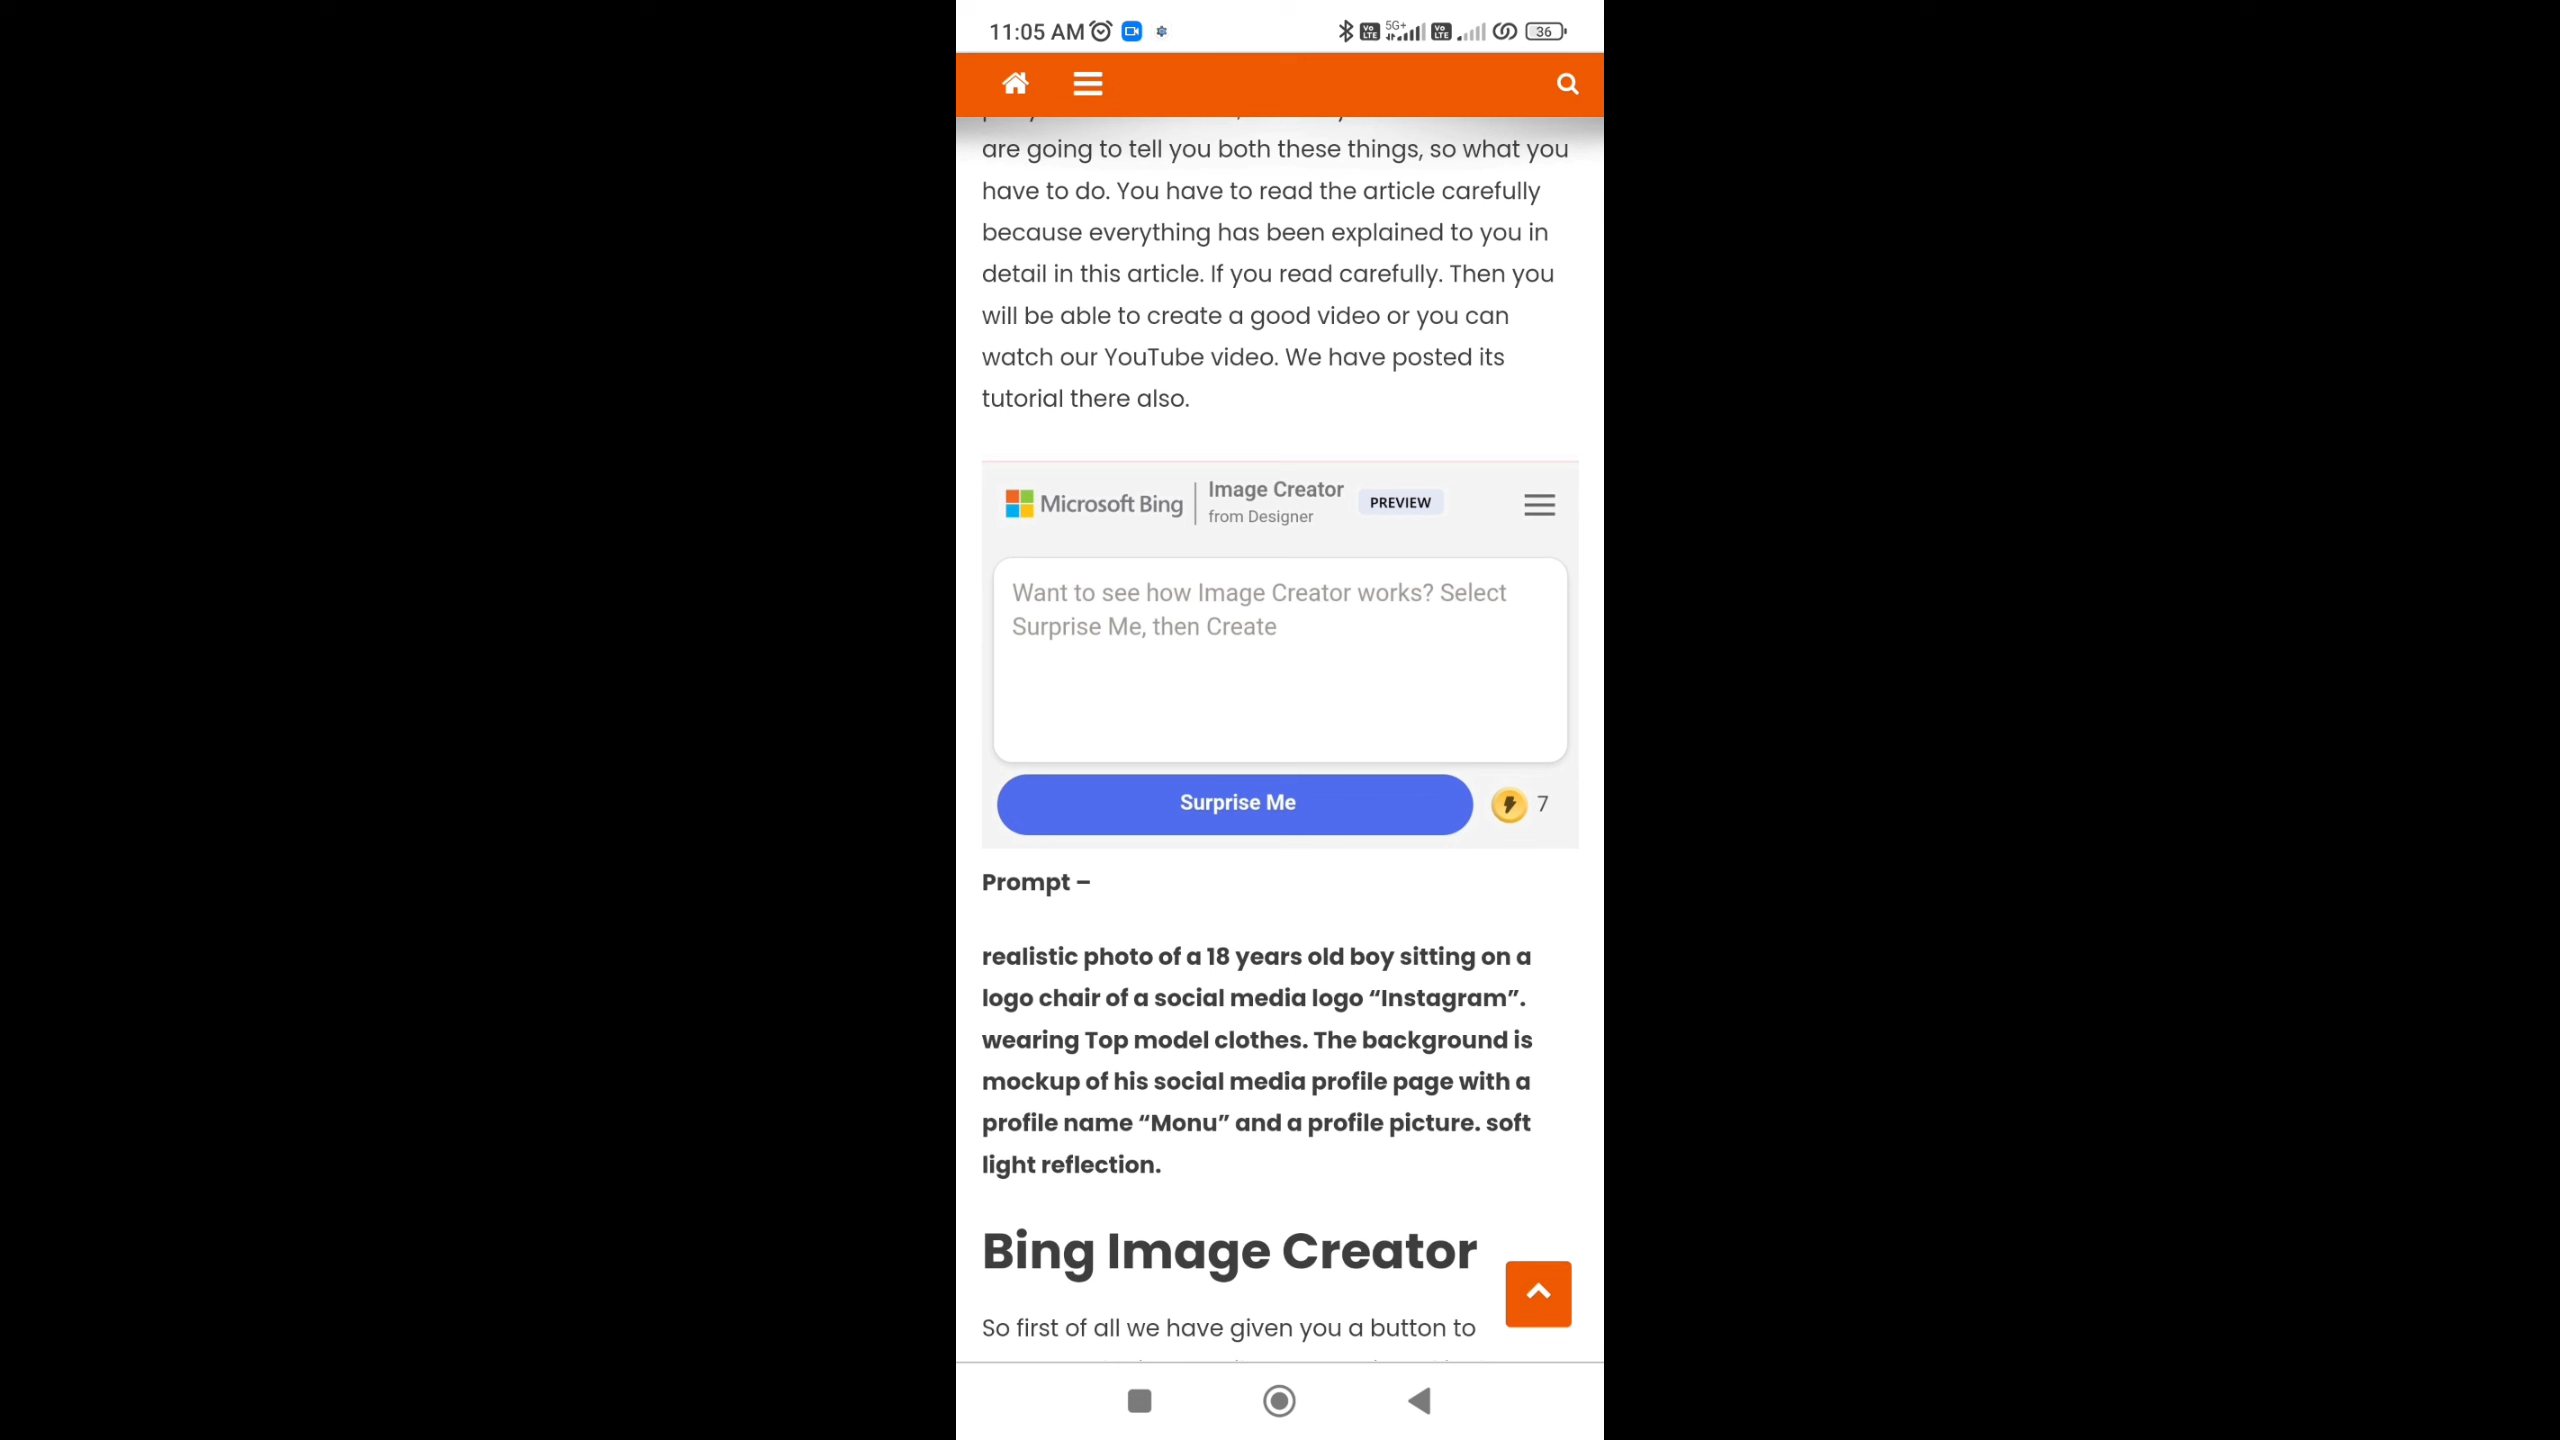 11:05 AM
Vo LTE 5G+ Vo LTE 36
are going to tell you both these things, so what you
have to do. You have to read the article carefully
because everything has been explained to you in
detail in this article. If you read carefully. Then you
will be able to create a good video or you can
watch our YouTube video. We have posted its
tutorial there also.
Microsoft Bing
Image Creator
from Designer
PREVIEW
Want to see how Image Creator works? Select
Surprise Me, then Create
Surprise Me
7
Prompt –
realistic photo of a 18 years old boy sitting on a
logo chair of a social media logo “Instagram”.
wearing Top model clothes. The background is
mockup of his social media profile page with a
profile name “Monu” and a profile picture. soft
light reflection.
Bing Image Creator
So first of all we have given you a button to